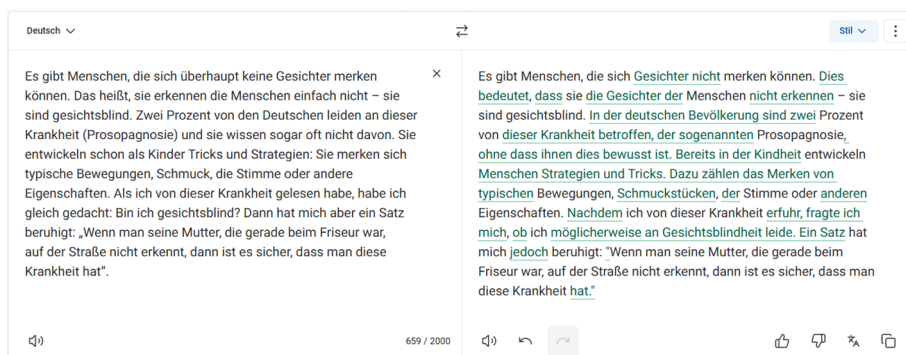 Deutsch
Stil
Es gibt Menschen, die sich überhaupt keine Gesichter merken
können. Das heißt, sie erkennen die Menschen einfach nicht – sie
sind gesichtsblind. Zwei Prozent von den Deutschen leiden an dieser
Krankheit (Prosopagnosie) und sie wissen sogar oft nicht davon. Sie
entwickeln schon als Kinder Tricks und Strategien: Sie merken sich
typische Bewegungen, Schmuck, die Stimme oder andere
Eigenschaften. Als ich von dieser Krankheit gelesen habe, habe ich
gleich gedacht: Bin ich gesichtsblind? Dann hat mich aber ein Satz
beruhigt: „Wenn man seine Mutter, die gerade beim Friseur war,
auf der Straße nicht erkennt, dann ist es sicher, dass man diese
Krankheit hat“.
659 / 2000
Es gibt Menschen, die sich Gesichter nicht merken können. Dies
bedeutet, dass sie die Gesichter der Menschen nicht erkennen – sie
sind gesichtsblind. In der deutschen Bevölkerung sind zwei Prozent
von dieser Krankheit betroffen, der sogenannten Prosopagnosie,
ohne dass ihnen dies bewusst ist. Bereits in der Kindheit entwickeln
Menschen Strategien und Tricks. Dazu zählen das Merken von
typischen Bewegungen, Schmuckstücken, der Stimme oder anderen
Eigenschaften. Nachdem ich von dieser Krankheit erfuhr, fragte ich
mich, ob ich möglicherweise an Gesichtsblindheit leide. Ein Satz hat
mich jedoch beruhigt: "Wenn man seine Mutter, die gerade beim
Friseur war, auf der Straße nicht erkennt, dann ist es sicher, dass man
diese Krankheit hat."